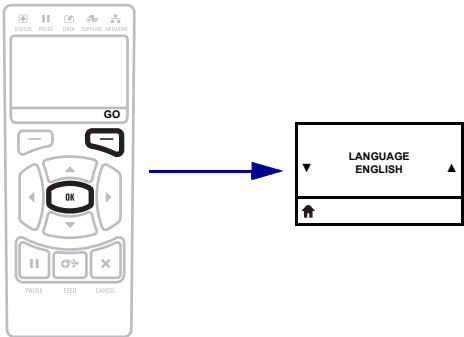 STATUS PAUSE DATA SUPPLIES NETWORK
GO
OK
PAUSE FEED CANCEL
LANGUAGE
ENGLISH